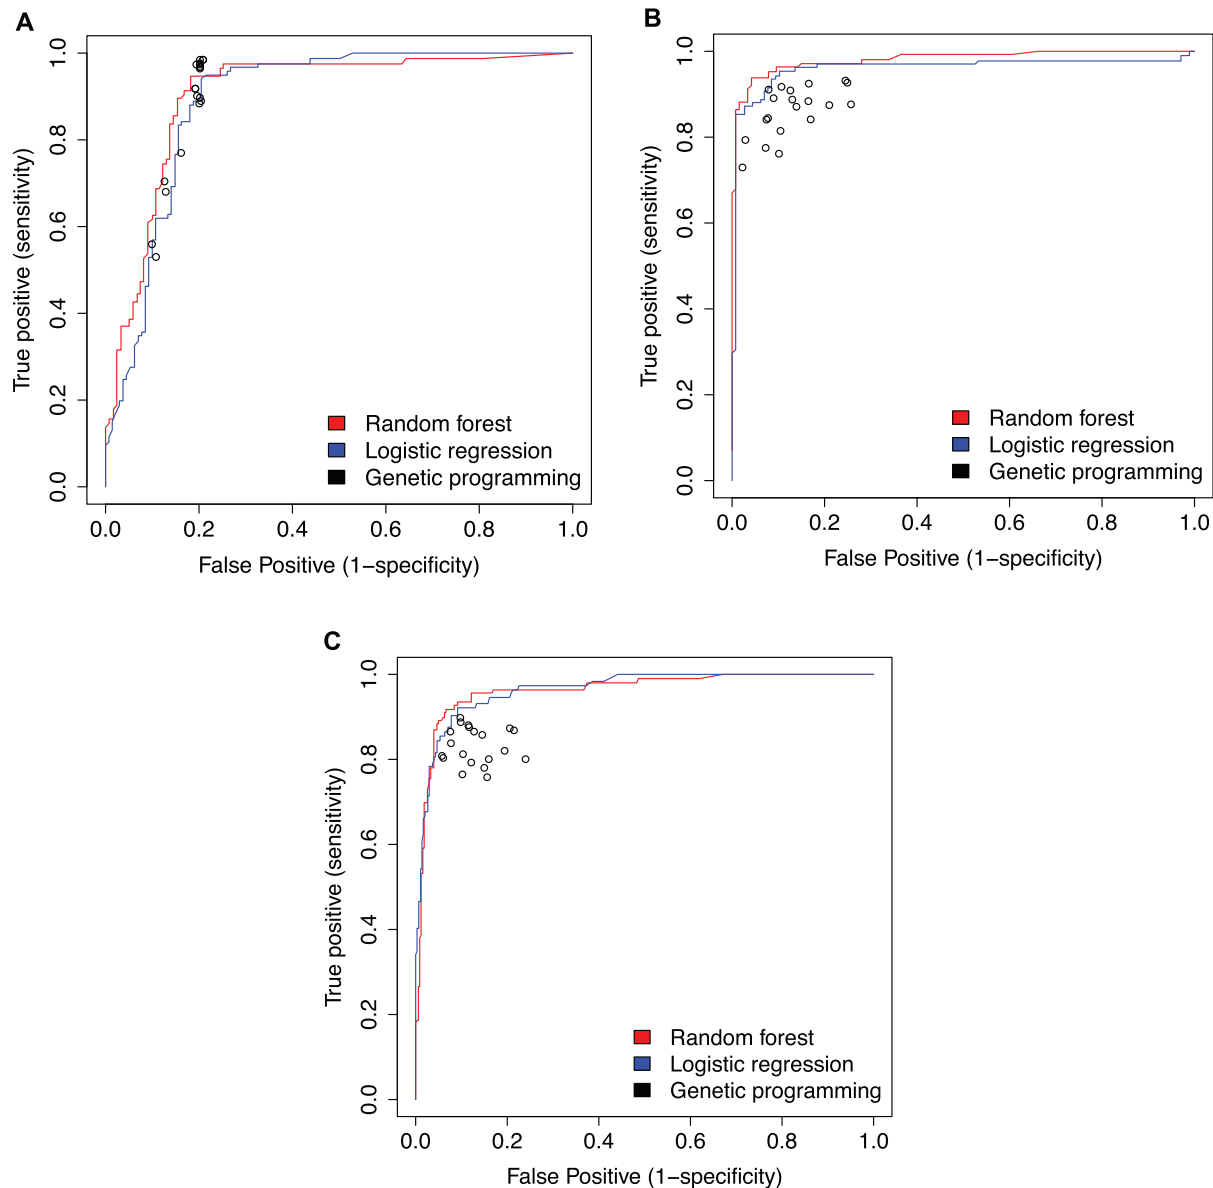 A
True positive (sensitivity)
1.0
0.8
0.6
0.4
0.2
0.0
Random forest
Logistic regression
Genetic programming
0.0 0.2 0.4 0.6 0.8 1.0
False Positive (1−specificity)
B
True positive (sensitivity)
1.0
0.8
0.6
0.4
0.2
0.0
Random forest
Logistic regression
Genetic programming
0.0 0.2 0.4 0.6 0.8 1.0
False Positive (1−specificity)
C
True positive (sensitivity)
1.0
0.8
0.6
0.4
0.2
0.0
Random forest
Logistic regression
Genetic programming
0.0 0.2 0.4 0.6 0.8 1.0
False Positive (1−specificity)